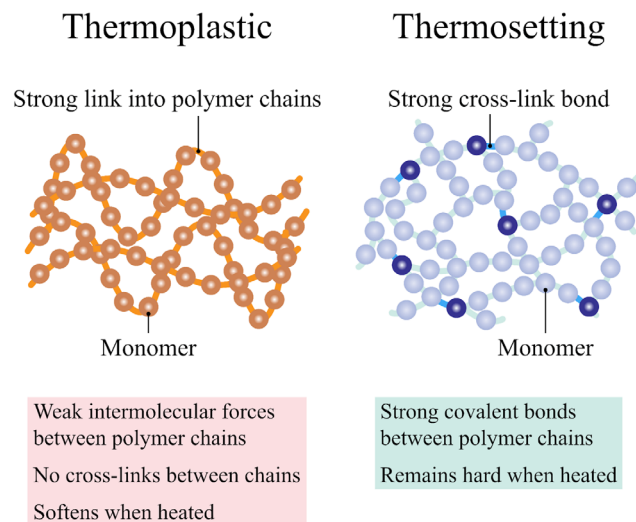 Thermoplastic
Strong link into polymer chains
Monomer
Weak intermolecular forces
between polymer chains
No cross-links between chains
Softens when heated
Thermosetting
Strong cross-link bond
Monomer
Strong covalent bonds
between polymer chains
Remains hard when heated